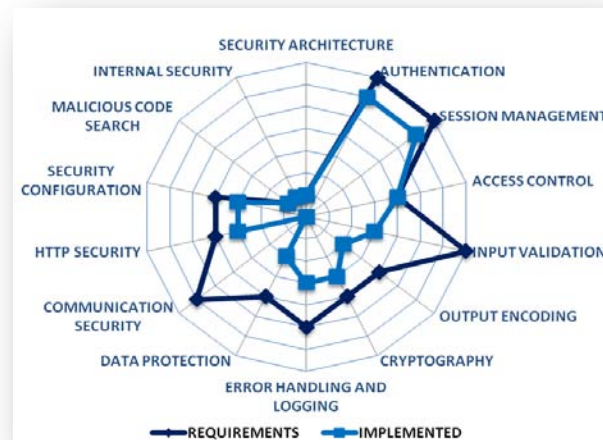 SECURITY ARCHITECTURE
INTERNAL SECURITY
AUTHENTICATION
MALICIOUS CODE
SEARCH
SESSION MANAGEMENT
SECURITY
CONFIGURATION
ACCESS CONTROL
HTTP SECURITY
INPUT VALIDATION
COMMUNICATION
SECURITY
OUTPUT ENCODING
DATA PROTECTION
CRYPTOGRAPHY
ERROR HANDLING AND
LOGGING
REQUIREMENTS
IMPLEMENTED